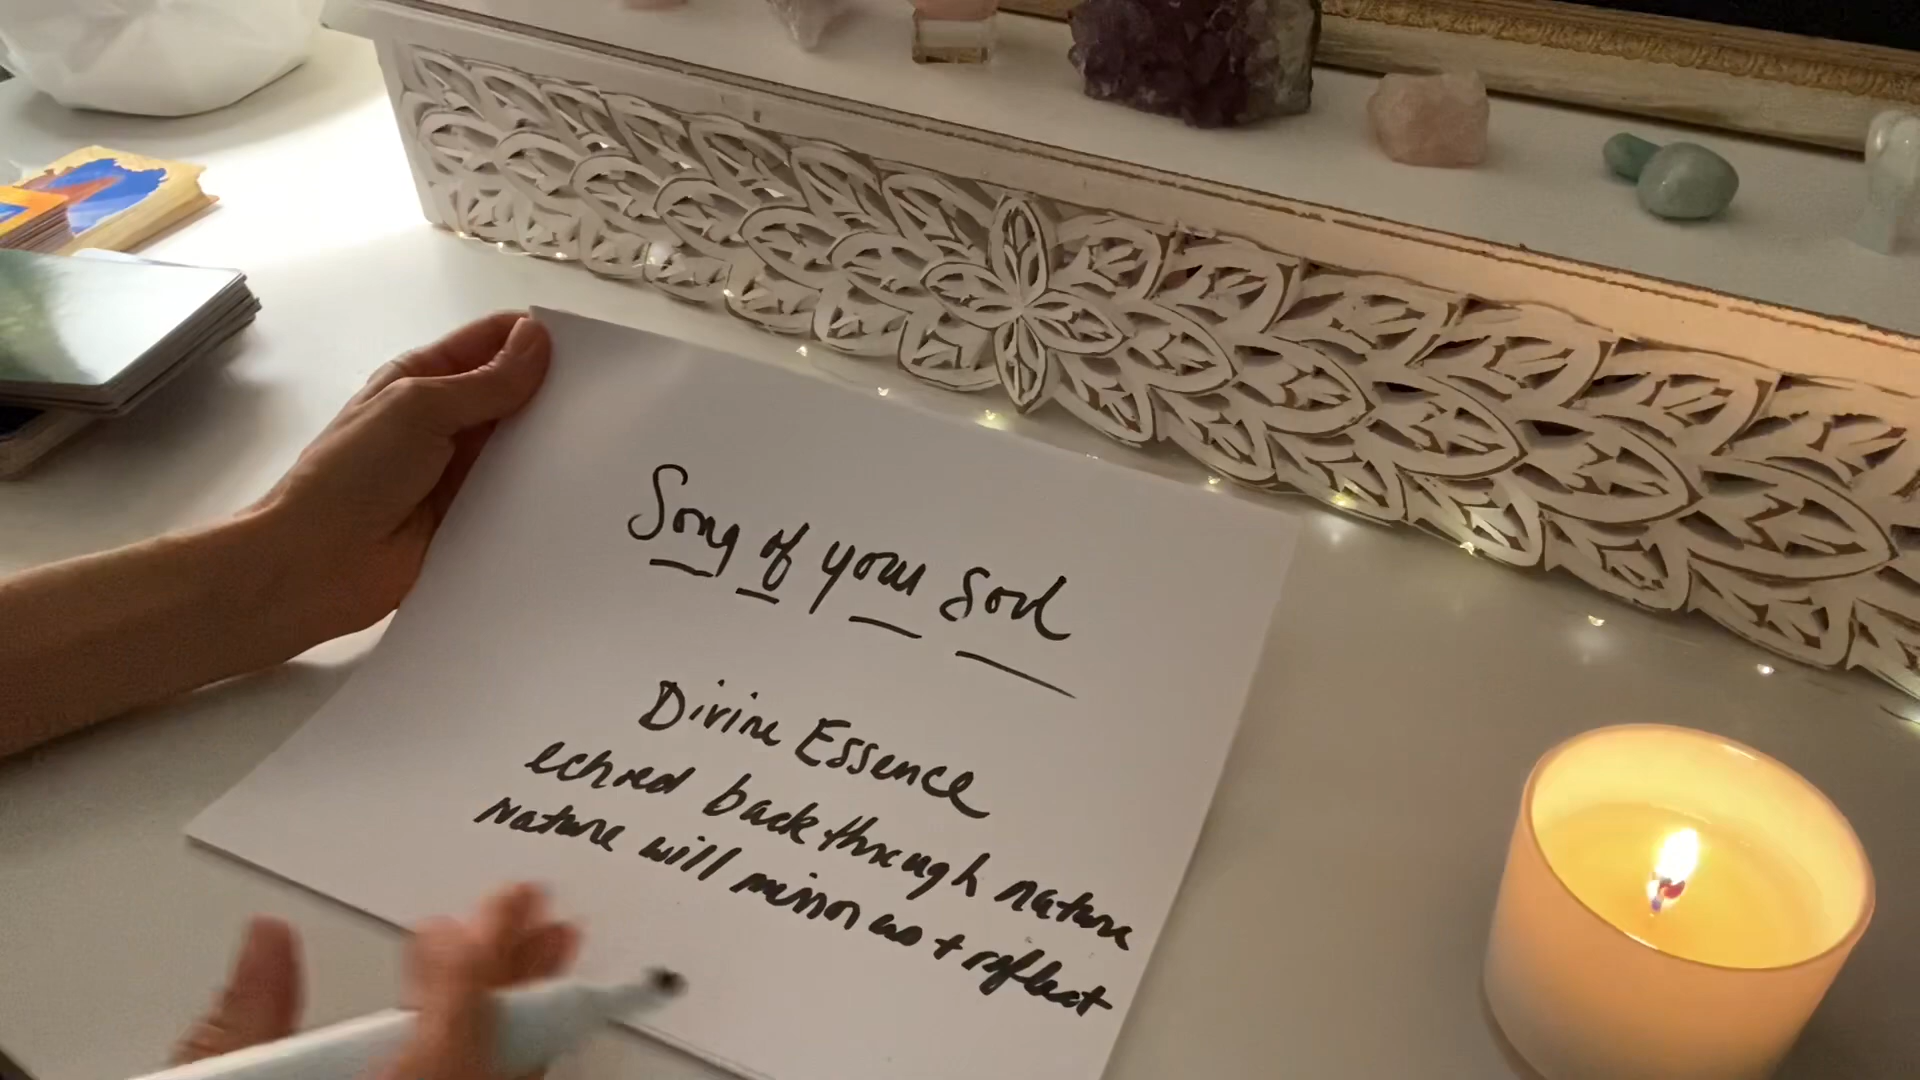 Song of your Soul
Divine Essence
echoed back through nature
Nature will mirror us + reflect